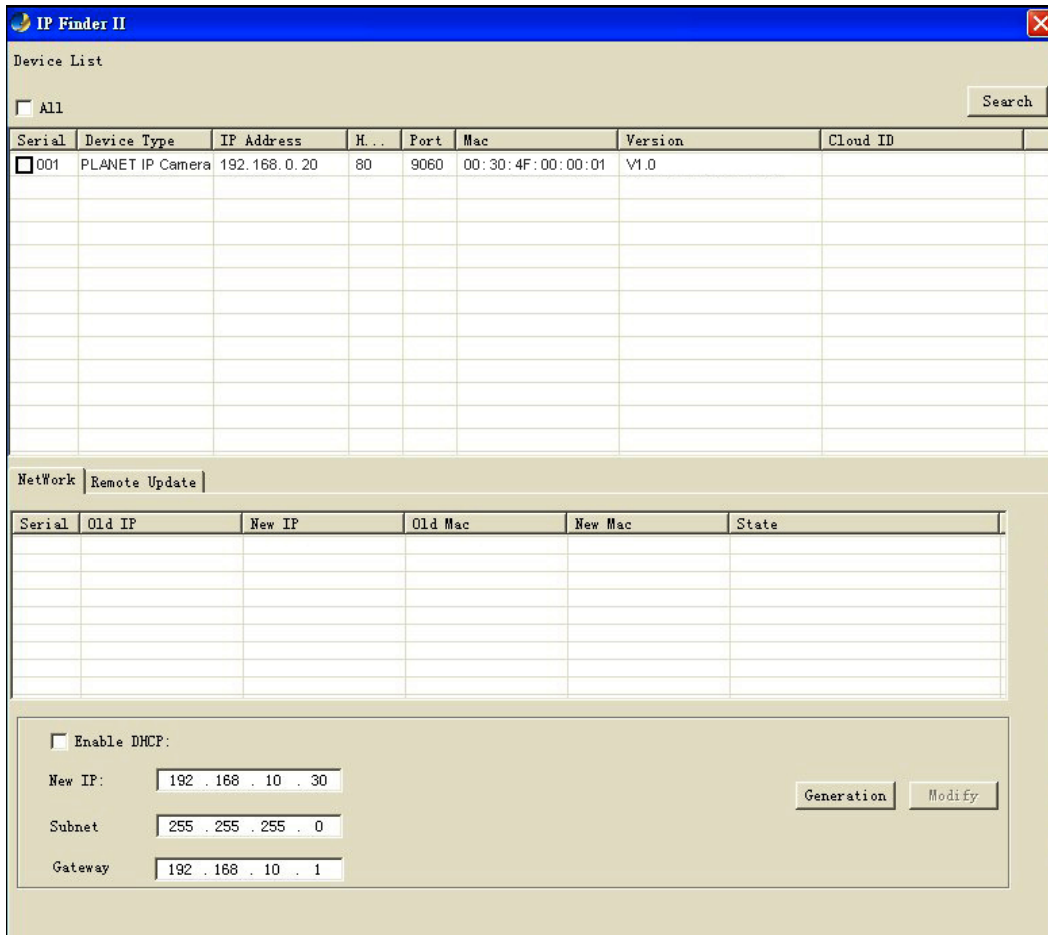 IP Finder II
Device List
All
Search
Serial Device Type IP Address H... Port Mac Version Cloud ID
001 PLANET IP Camera 192.168.0.20 80 9060 00:30:4F:00:00:01 V1.0
NetWork Remote Update
Serial Old IP New IP Old Mac New Mac State
Enable DHCP:
New IP: 192 . 168 . 10 . 30
Generation Modify
Subnet 255 . 255 . 255 . 0
Gateway 192 . 168 . 10 . 1